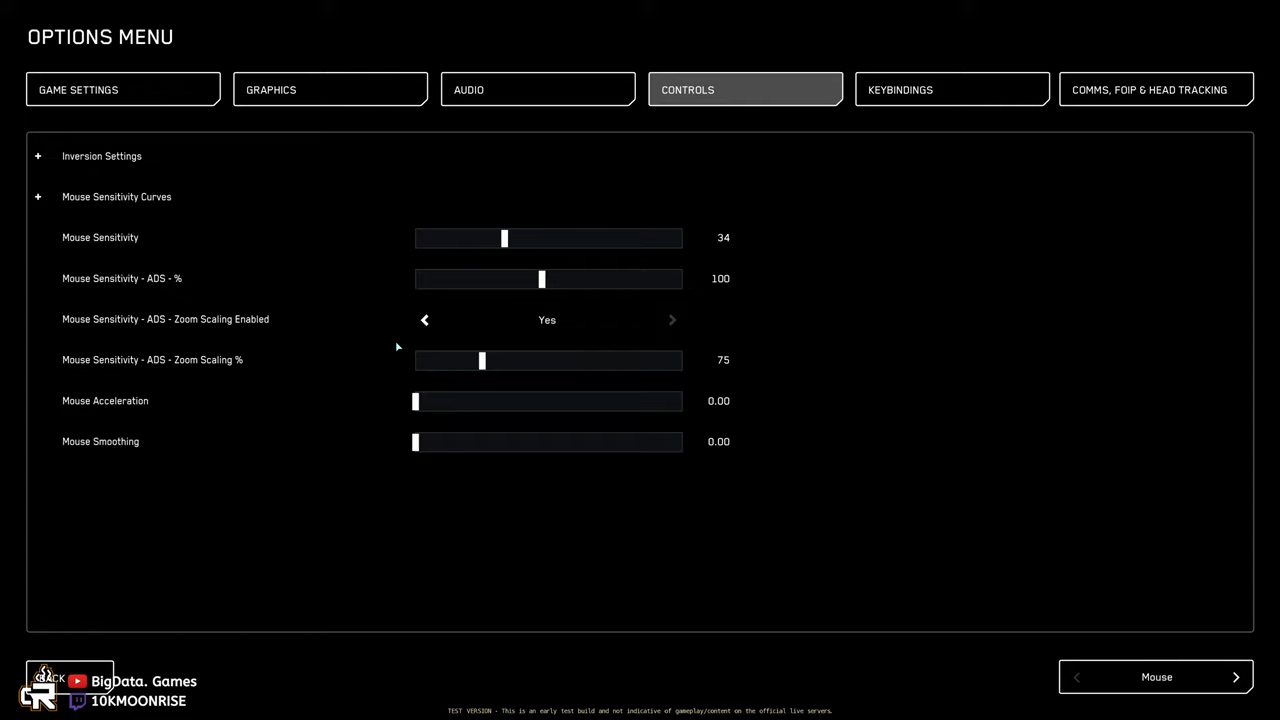 OPTIONS MENU
GAME SETTINGS
GRAPHICS
AUDIO
CONTROLS
KEYBINDINGS
COMMS, FOIP & HEAD TRACKING
+ Inversion Settings
+ Mouse Sensitivity Curves
Mouse Sensitivity 34
Mouse Sensitivity - ADS - % 100
Mouse Sensitivity - ADS - Zoom Scaling Enabled Yes
Mouse Sensitivity - ADS - Zoom Scaling % 75
Mouse Acceleration 0.00
Mouse Smoothing 0.00
BigData. Games
10KMOONRISE
Mouse
TEST VERSION - This is an early test build and not indicative of gameplay/content on the official live servers.